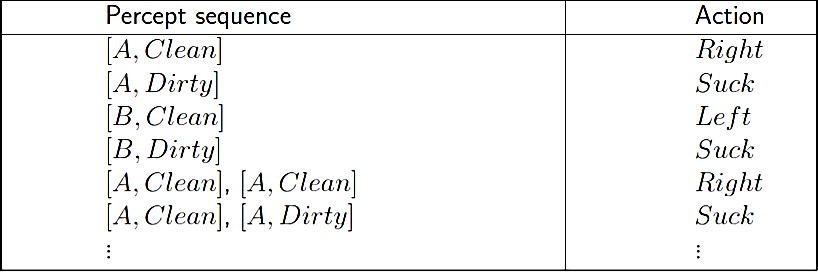 Percept sequence Action
[A, Clean] Right
[A, Dirty] Suck
[B, Clean] Left
[B, Dirty] Suck
[A, Clean], [A, Clean] Right
[A, Clean], [A, Dirty] Suck
⋮ ⋮